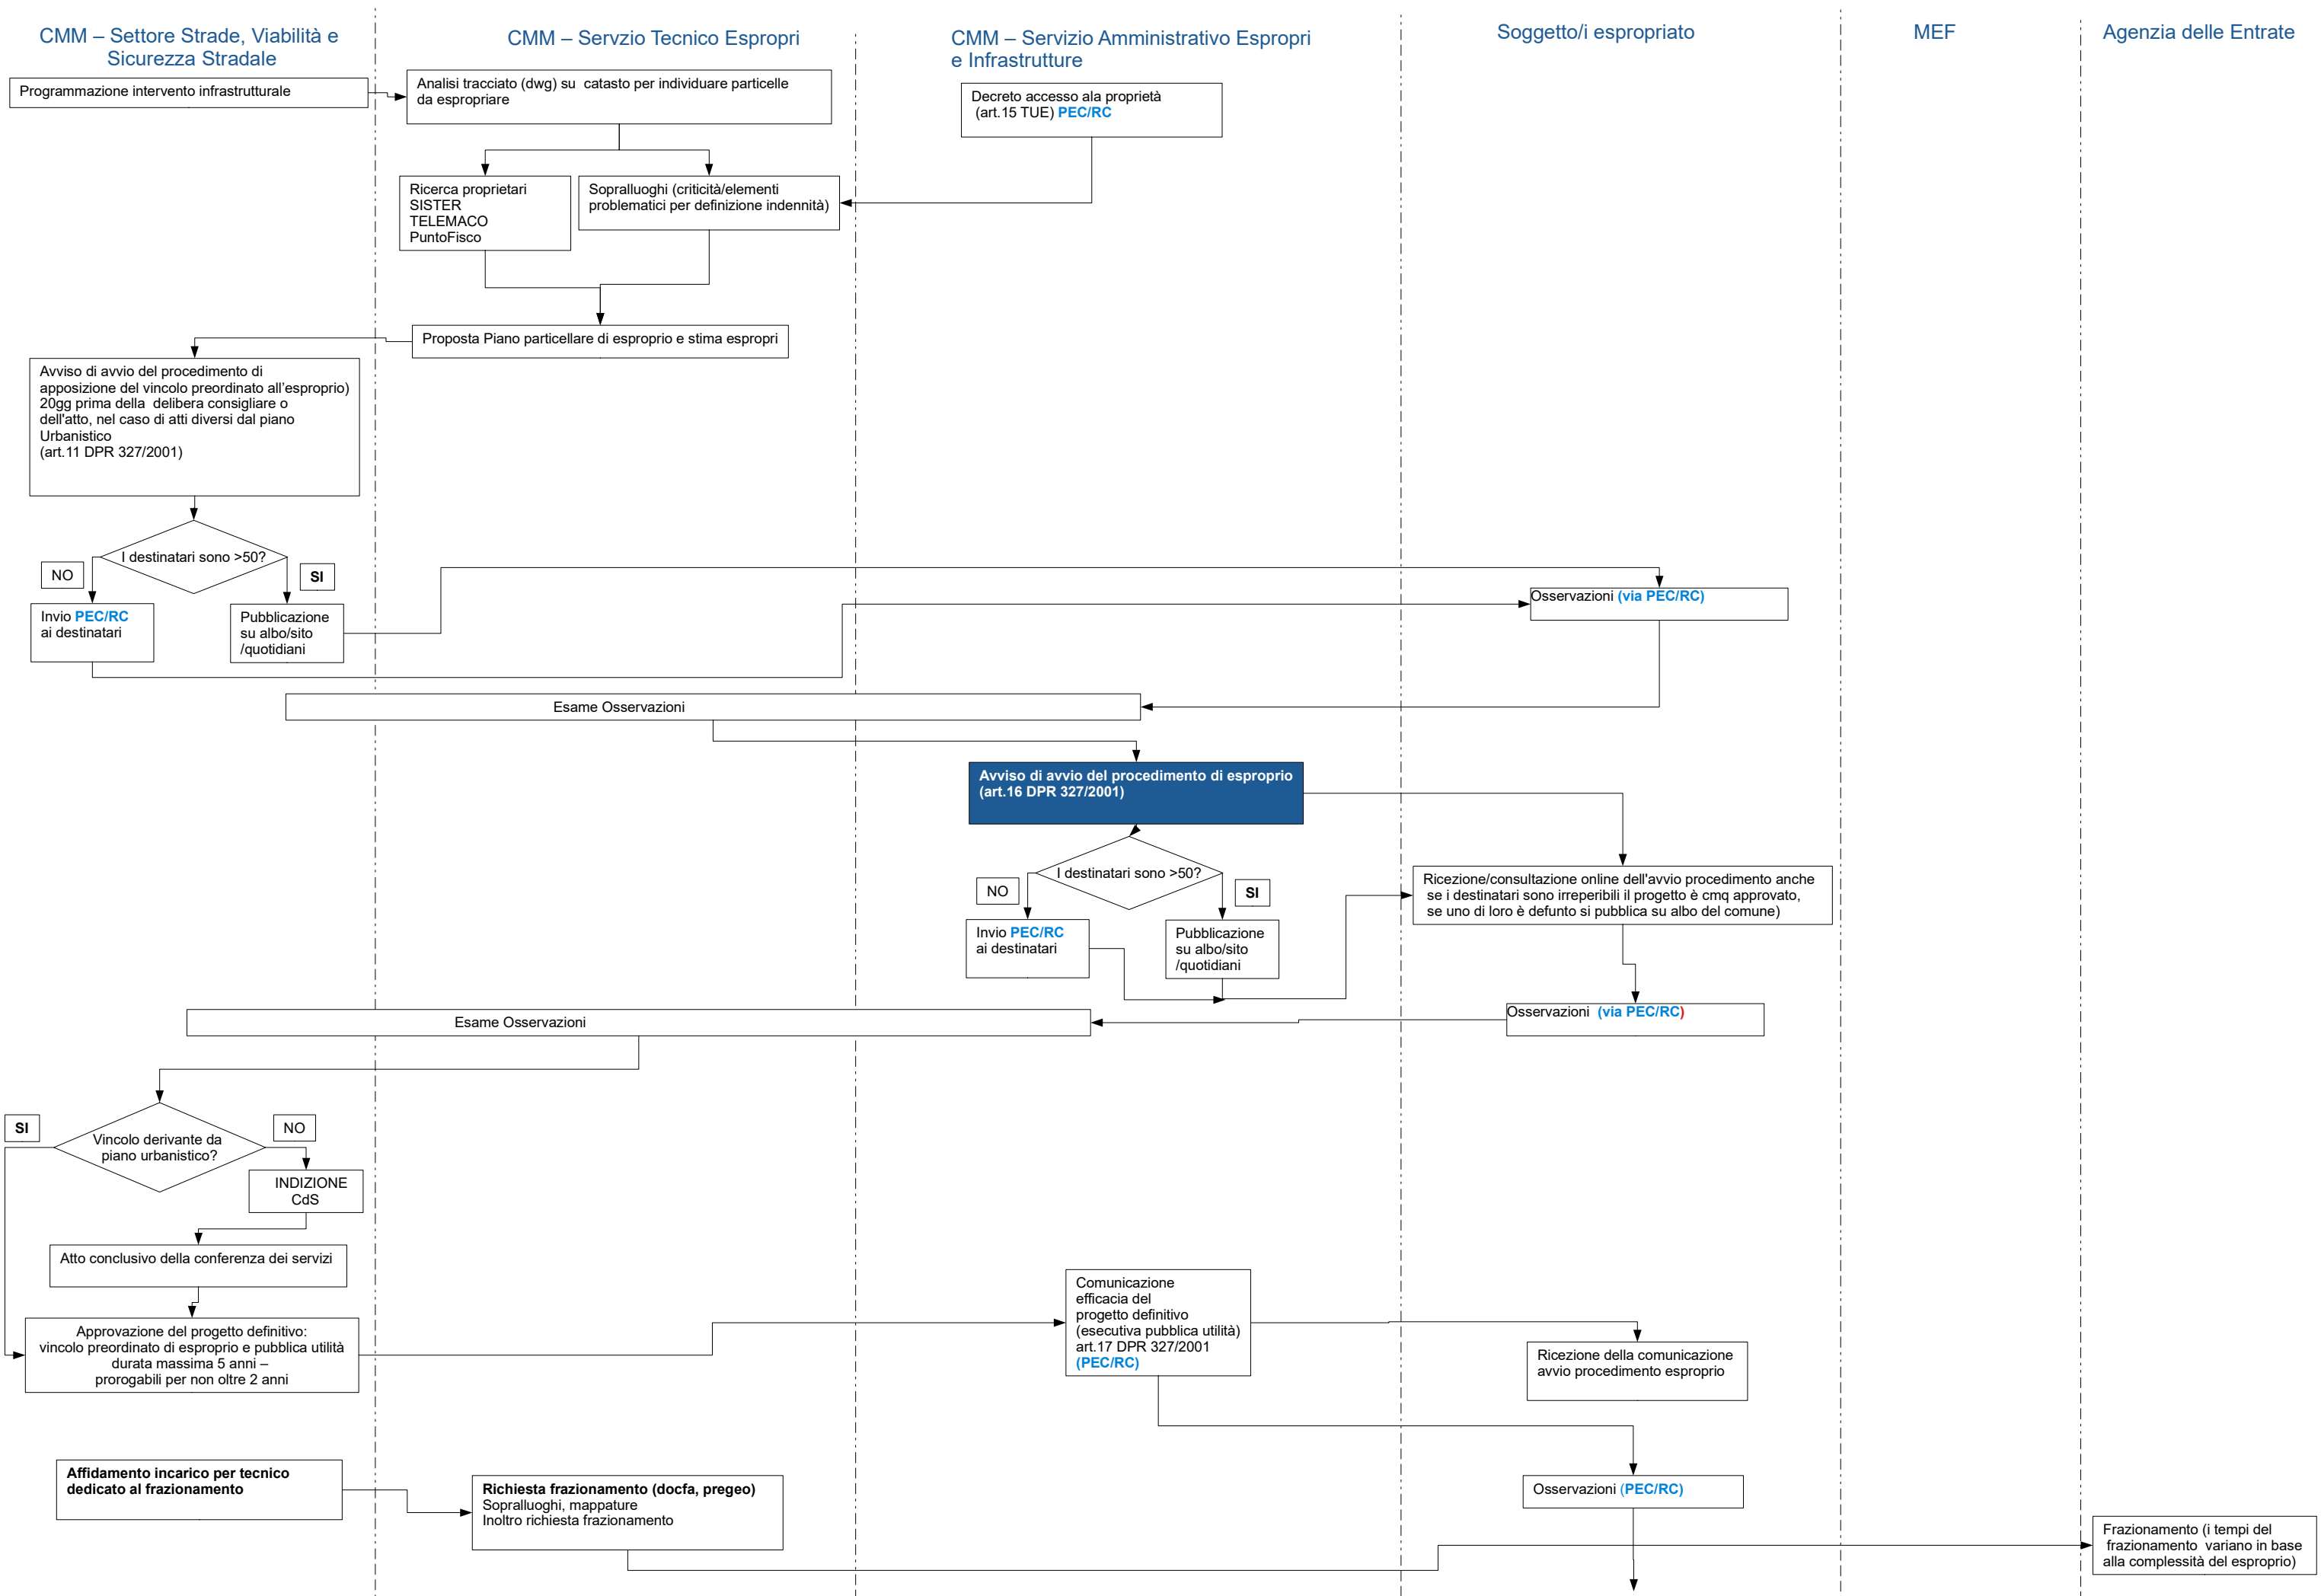 CMM – Settore Strade, Viabilità e
Sicurezza Stradale
CMM – Servzio Tecnico Espropri
CMM – Servizio Amministrativo Espropri
e Infrastrutture
Soggetto/i espropriato
MEF
Agenzia delle Entrate
Programmazione intervento infrastrutturale
Analisi tracciato (dwg) su  catasto per individuare particelle
da espropriare
Decreto accesso ala proprietà
(art.15 TUE) PEC/RC
Ricerca proprietari
SISTER
TELEMACO
PuntoFisco
Sopralluoghi (criticità/elementi
problematici per definizione indennità)
Proposta Piano particellare di esproprio e stima espropri
Avviso di avvio del procedimento di
apposizione del vincolo preordinato all’esproprio)
20gg prima della  delibera consigliare o
dell'atto, nel caso di atti diversi dal piano
Urbanistico
(art.11 DPR 327/2001)
I destinatari sono >50?
NO
SI
Invio PEC/RC
ai destinatari
Pubblicazione
su albo/sito
/quotidiani
Osservazioni (via PEC/RC)
Esame Osservazioni
Avviso di avvio del procedimento di esproprio
(art.16 DPR 327/2001)
I destinatari sono >50?
NO
SI
Invio PEC/RC
ai destinatari
Pubblicazione
su albo/sito
/quotidiani
Ricezione/consultazione online dell'avvio procedimento anche
se i destinatari sono irreperibili il progetto è cmq approvato,
se uno di loro è defunto si pubblica su albo del comune)
Osservazioni  (via PEC/RC)
Esame Osservazioni
SI
NO
Vincolo derivante da
piano urbanistico?
INDIZIONE
CdS
Atto conclusivo della conferenza dei servizi
Approvazione del progetto definitivo:
vincolo preordinato di esproprio e pubblica utilità
durata massima 5 anni –
prorogabili per non oltre 2 anni
Comunicazione
efficacia del
progetto definitivo
(esecutiva pubblica utilità)
art.17 DPR 327/2001
(PEC/RC)
Ricezione della comunicazione
avvio procedimento esproprio
Affidamento incarico per tecnico
dedicato al frazionamento
Richiesta frazionamento (docfa, pregeo)
Sopralluoghi, mappature
Inoltro richiesta frazionamento
Osservazioni (PEC/RC)
Frazionamento (i tempi del
frazionamento  variano in base
alla complessità del esproprio)